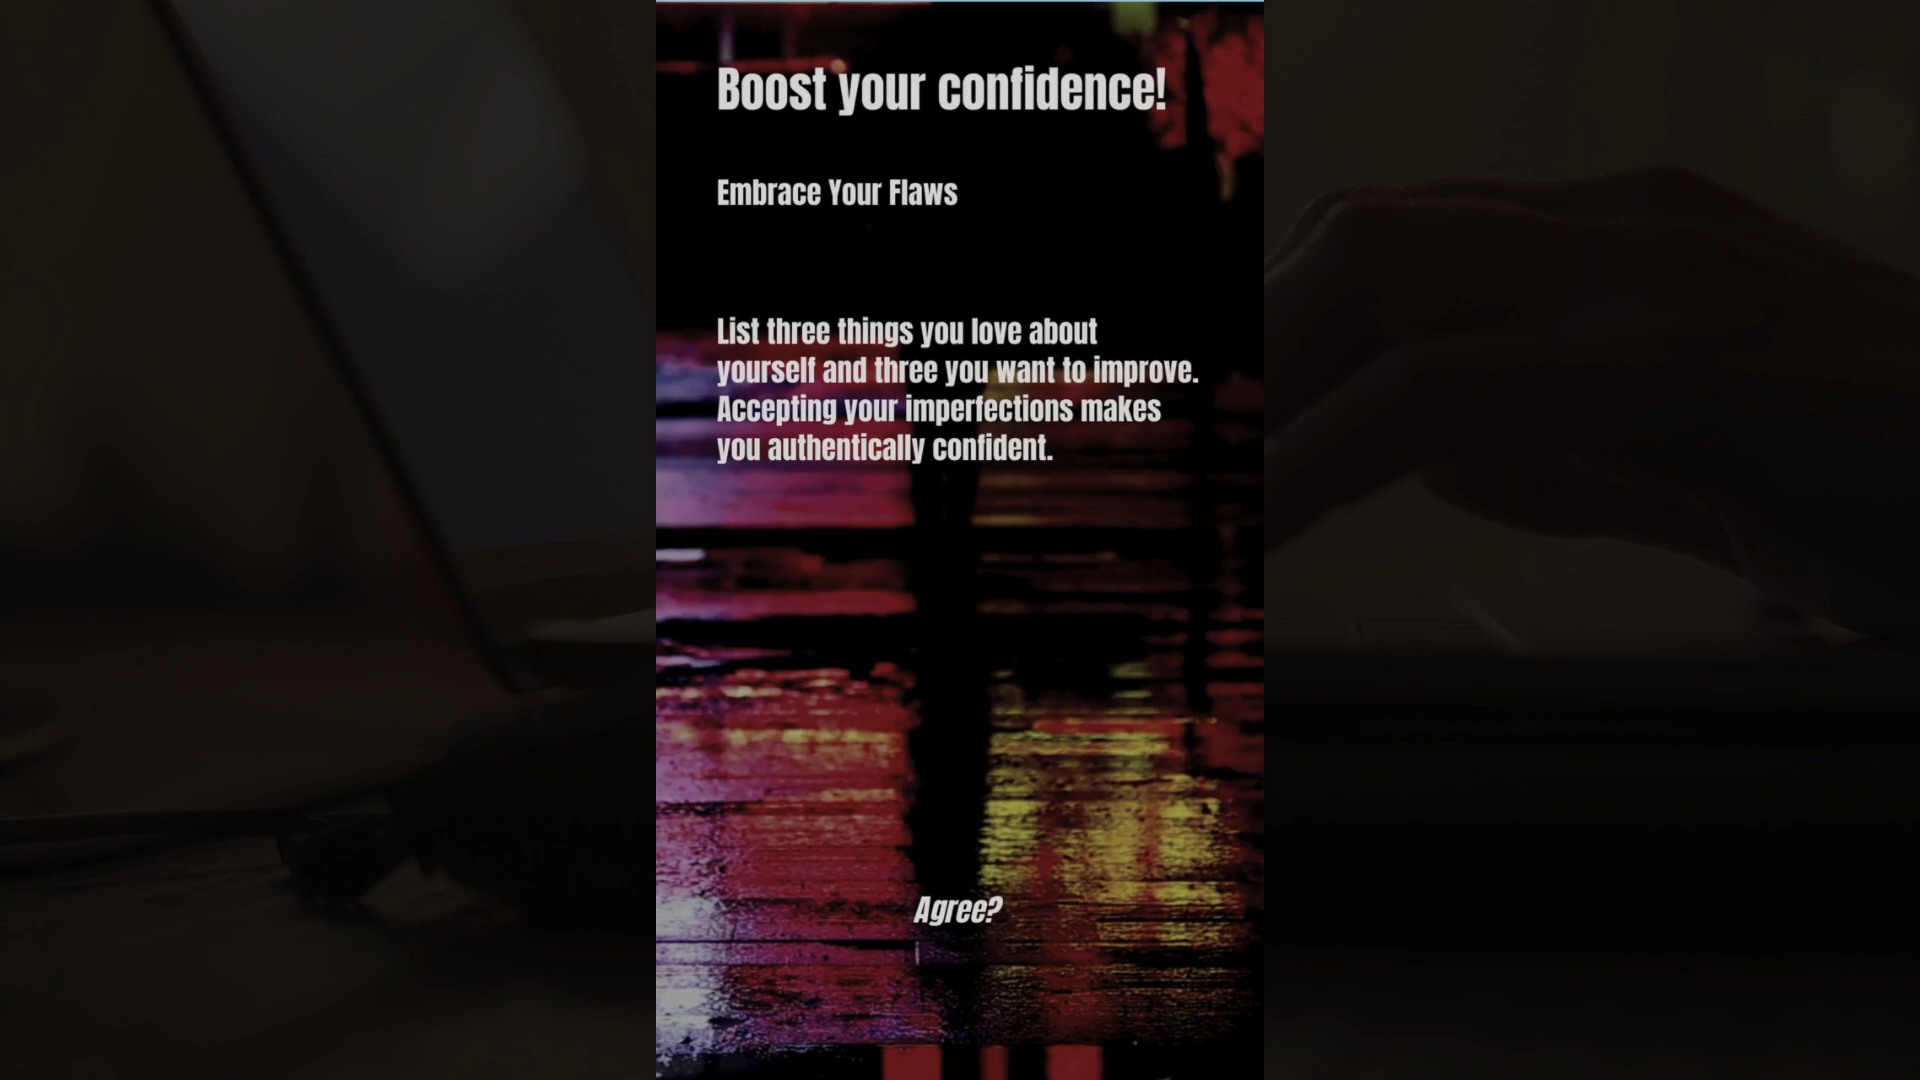 Boost your confidence!
Embrace Your Flaws
List three things you love about
yourself and three you want to improve.
Accepting your imperfections makes
you authentically confident.
Agree?